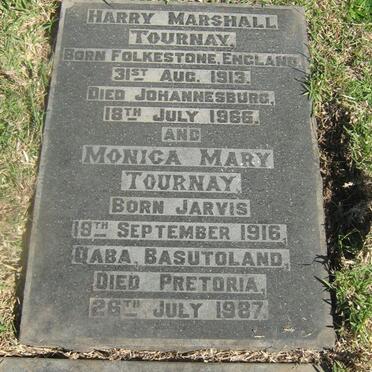 HARRY MARSHALL
TOURNAY.
BORN FOLKESTONE, ENGLAND,
31ST AUG. 1913.
DIED JOHANNESBURG,
18TH JULY 1966.
AND
MONICA MARY
TOURNAY.
BORN JARVIS
19TH SEPTEMBER 1916,
QABA, BASUTOLAND,
DIED PRETORIA,
26TH JULY 1987.